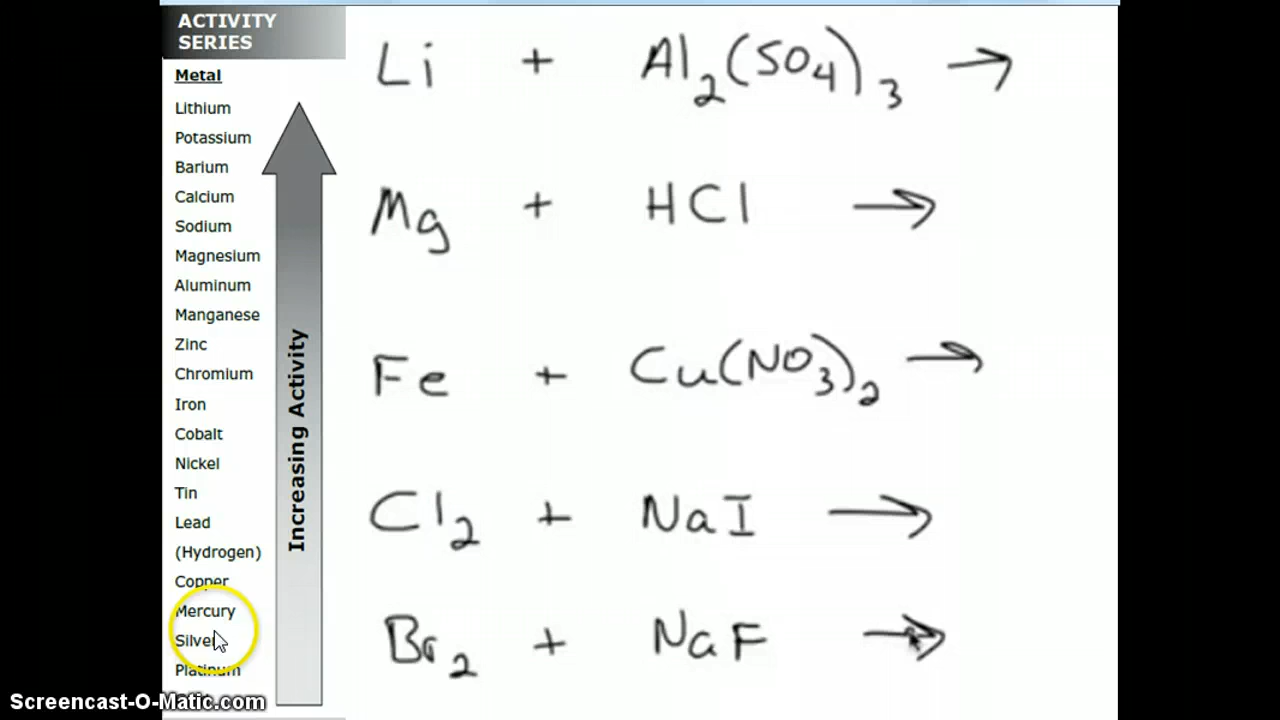 ACTIVITY
SERIES
Metal
Lithium
Potassium
Barium
Calcium
Sodium
Magnesium
Aluminum
Manganese
Zinc
Chromium
Iron
Cobalt
Nickel
Tin
Lead
(Hydrogen)
Copper
Mercury
Silver
Platinum
Increasing Activity
Li + Al₂(SO₄)₃ →
Mg + HCl →
Fe + Cu(NO₃)₂ →
Cl₂ + NaI →
Br₂ + NaF →
Screencast-O-Matic.com